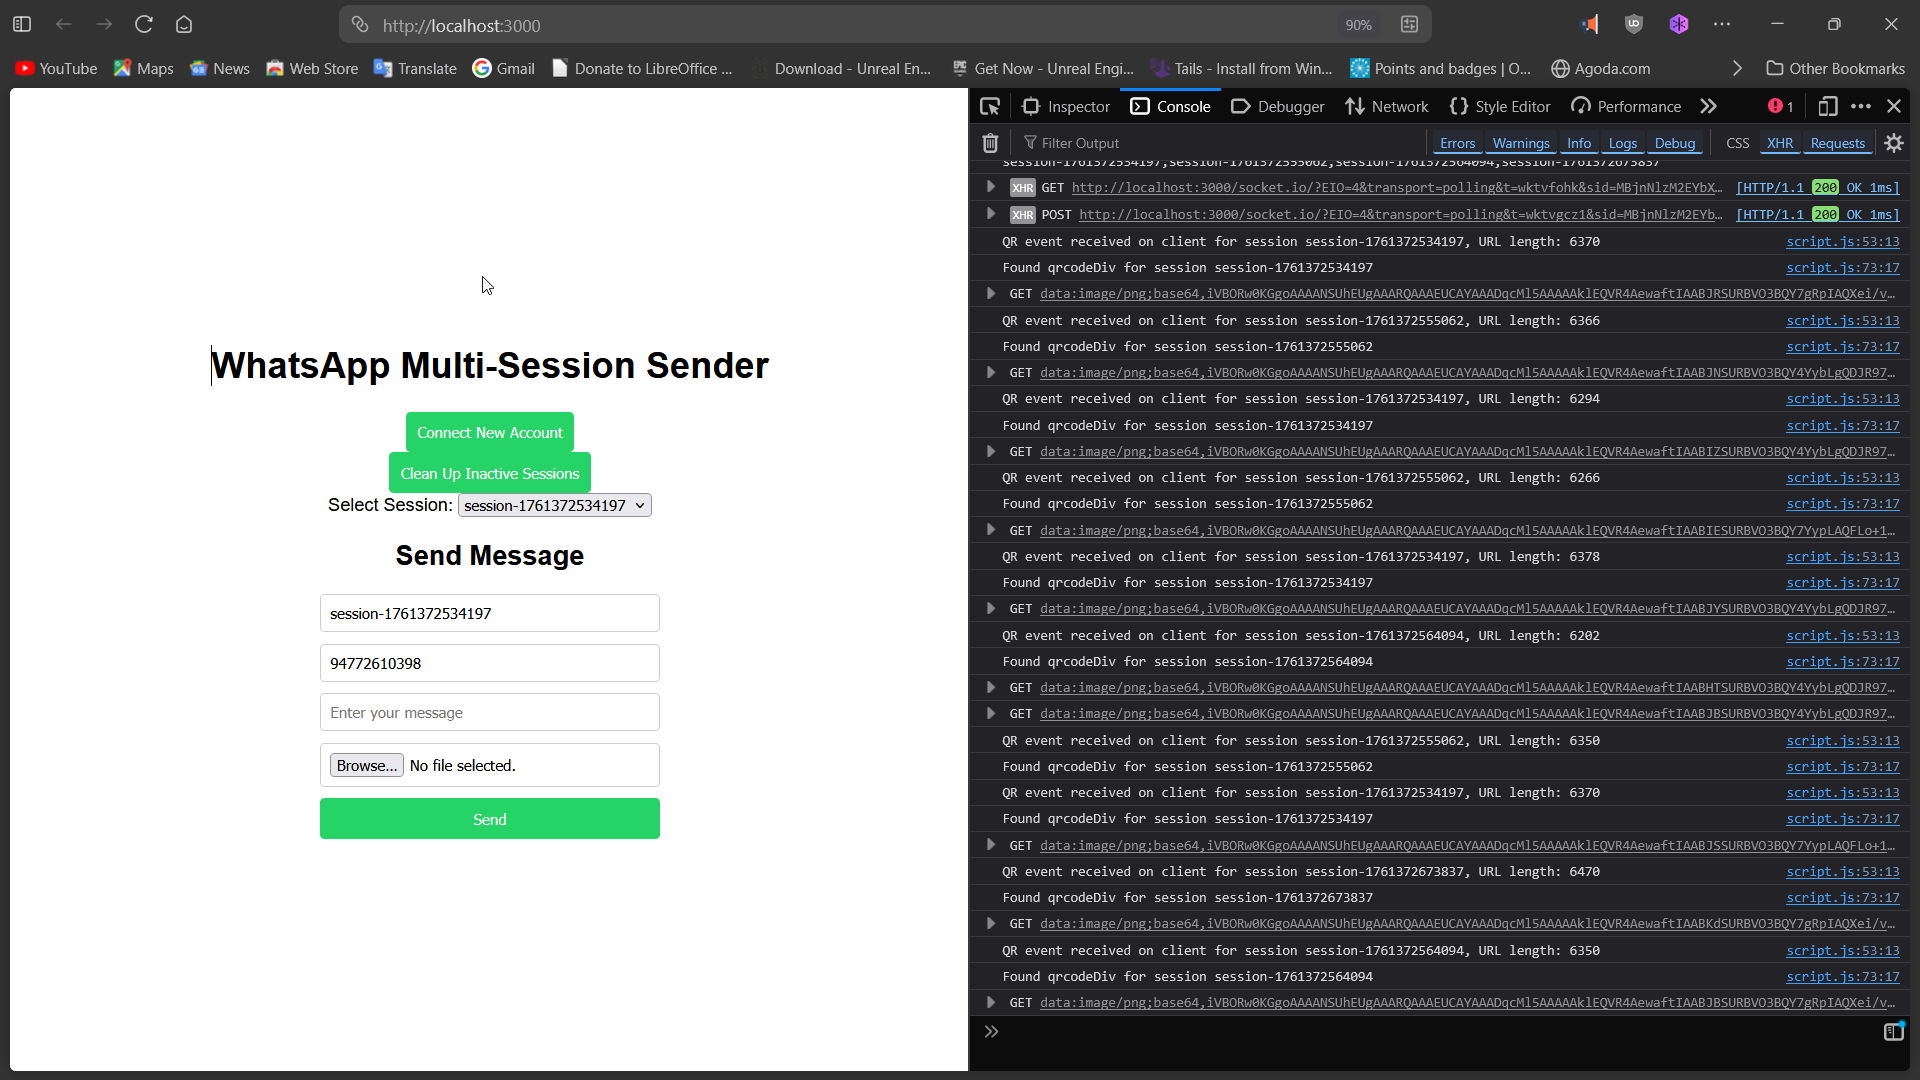 http://localhost:3000
90%
YouTube
Maps
News
Web Store
Translate
Gmail
Donate to LibreOffice ...
Download - Unreal En...
Get Now - Unreal Engi...
Tails - Install from Win...
Points and badges | O...
Agoda.com
Other Bookmarks
WhatsApp Multi-Session Sender
Connect New Account
Clean Up Inactive Sessions
Select Session: session-1761372534197
Send Message
session-1761372534197
94772610398
Enter your message
Browse... No file selected.
Send
Inspector
Console
Debugger
Network
Style Editor
Performance
1
Filter Output
Errors
Warnings
Info
Logs
Debug
CSS
XHR
Requests
session-1761372534197,session-1761372555062,session-1761372564094,session-1761372673837
XHR GET http://localhost:3000/socket.io/?EIO=4&transport=polling&t=wktvfohk&sid=MBjnNlzM2EYbX... [HTTP/1.1 200 OK 1ms]
XHR POST http://localhost:3000/socket.io/?EIO=4&transport=polling&t=wktvgcz1&sid=MBjnNlzM2EYb... [HTTP/1.1 200 OK 1ms]
QR event received on client for session session-1761372534197, URL length: 6370 script.js:53:13
Found qrcodeDiv for session session-1761372534197 script.js:73:17
GET data:image/png;base64,iVBORw0KGgoAAAANSUhEUgAAARQAAAEUCAYAAADqcMl5AAAAAklEQVR4AewaftIAABJRSURBVO3BQY7gRpIAQXei/v...
QR event received on client for session session-1761372555062, URL length: 6366 script.js:53:13
Found qrcodeDiv for session session-1761372555062 script.js:73:17
GET data:image/png;base64,iVBORw0KGgoAAAANSUhEUgAAARQAAAEUCAYAAADqcMl5AAAAAklEQVR4AewaftIAABJNSURBVO3BQY4YybLgQDJR97...
QR event received on client for session session-1761372534197, URL length: 6294 script.js:53:13
Found qrcodeDiv for session session-1761372534197 script.js:73:17
GET data:image/png;base64,iVBORw0KGgoAAAANSUhEUgAAARQAAAEUCAYAAADqcMl5AAAAAklEQVR4AewaftIAABIZSURBVO3BQY4YybLgQDJR97...
QR event received on client for session session-1761372555062, URL length: 6266 script.js:53:13
Found qrcodeDiv for session session-1761372555062 script.js:73:17
GET data:image/png;base64,iVBORw0KGgoAAAANSUhEUgAAARQAAAEUCAYAAADqcMl5AAAAAklEQVR4AewaftIAABIESURBVO3BQY7YypLAQFLo+1...
QR event received on client for session session-1761372534197, URL length: 6378 script.js:53:13
Found qrcodeDiv for session session-1761372534197 script.js:73:17
GET data:image/png;base64,iVBORw0KGgoAAAANSUhEUgAAARQAAAEUCAYAAADqcMl5AAAAAklEQVR4AewaftIAABJYSURBVO3BQY4YybLgQDJR97...
QR event received on client for session session-1761372564094, URL length: 6202 script.js:53:13
Found qrcodeDiv for session session-1761372564094 script.js:73:17
GET data:image/png;base64,iVBORw0KGgoAAAANSUhEUgAAARQAAAEUCAYAAADqcMl5AAAAAklEQVR4AewaftIAABHTSURBVO3BQY4YybLgQDJR97...
GET data:image/png;base64,iVBORw0KGgoAAAANSUhEUgAAARQAAAEUCAYAAADqcMl5AAAAAklEQVR4AewaftIAABJBSURBVO3BQY4YybLgQDJR97...
QR event received on client for session session-1761372555062, URL length: 6350 script.js:53:13
Found qrcodeDiv for session session-1761372555062 script.js:73:17
QR event received on client for session session-1761372534197, URL length: 6370 script.js:53:13
Found qrcodeDiv for session session-1761372534197 script.js:73:17
GET data:image/png;base64,iVBORw0KGgoAAAANSUhEUgAAARQAAAEUCAYAAADqcMl5AAAAAklEQVR4AewaftIAABJSSURBVO3BQY7YypLAQFLo+1...
QR event received on client for session session-1761372673837, URL length: 6470 script.js:53:13
Found qrcodeDiv for session session-1761372673837 script.js:73:17
GET data:image/png;base64,iVBORw0KGgoAAAANSUhEUgAAARQAAAEUCAYAAADqcMl5AAAAAklEQVR4AewaftIAABKdSURBVO3BQY7gRpIAQXei/v...
QR event received on client for session session-1761372564094, URL length: 6350 script.js:53:13
Found qrcodeDiv for session session-1761372564094 script.js:73:17
GET data:image/png;base64,iVBORw0KGgoAAAANSUhEUgAAARQAAAEUCAYAAADqcMl5AAAAAklEQVR4AewaftIAABJBSURBVO3BQY7gRpIAQXei/v...